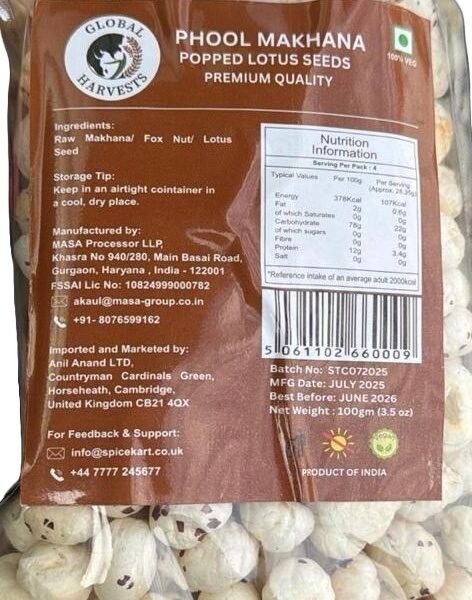 GLOBAL
HARVESTS
PHOOL MAKHANA
POPPED LOTUS SEEDS
PREMIUM QUALITY
100% VEG
Ingredients:
Raw Makhana/ Fox Nut/ Lotus
Seed
Storage Tip:
Keep in an airtight cointainer in
a cool, dry place.
Manufactured by:
MASA Processor LLP,
Khasra No 940/280, Main Basai Road,
Gurgaon, Haryana , India - 122001
FSSAI Lic No: 10824999000782
akaul@masa-group.co.in
+91- 8076599162
Imported and Marketed by:
Anil Anand LTD,
Countryman Cardinals Green,
Horseheath, Cambridge,
United Kingdom CB21 4QX
For Feedback & Support:
info@spicekart.co.uk
+44 7777 245677
Nutrition
Information
Serving Per Pack : 4
Typical Values Per 100g Per Serving
(Approx. 28.35g)
Energy 378Kcal 107Kcal
Fat 2g 0.6g
of which Saturates 0g 0g
Carbohydrate 78g 22g
of which sugars 0g 0g
Fibre 0g 0g
Protein 12g 3.4g
Salt 0g 0g
*Reference intake of an average adult 2000kcal
5 061102 660009
Batch No: STC072025
MFG Date: JULY 2025
Best Before: JUNE 2026
Net Weight : 100gm (3.5 oz)
PRODUCT OF INDIA